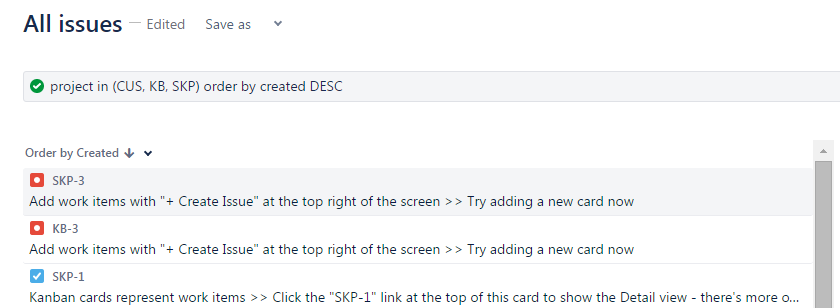 All issues — Edited Save as
project in (CUS, KB, SKP) order by created DESC
Order by Created
SKP-3
Add work items with "+ Create Issue" at the top right of the screen >> Try adding a new card now
KB-3
Add work items with "+ Create Issue" at the top right of the screen >> Try adding a new card now
SKP-1
Kanban cards represent work items >> Click the "SKP-1" link at the top of this card to show the Detail view - there's more o...